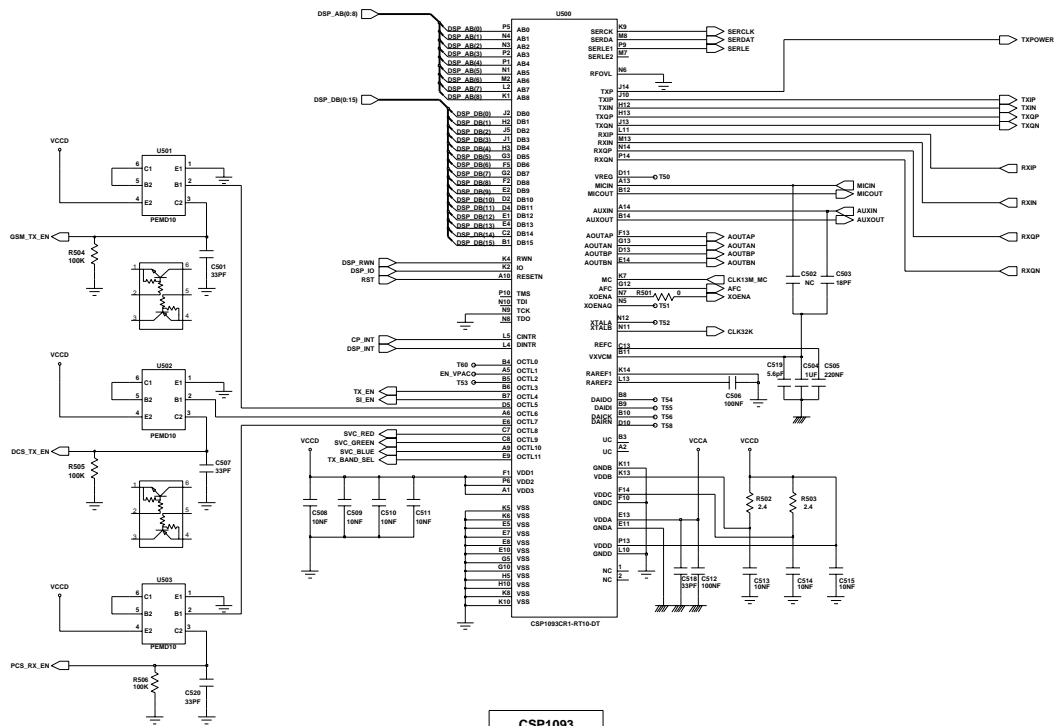 DSP_AB(0:8)
U500
DSP_AB(0) P5 AB0
DSP_AB(1) N4 AB1
DSP_AB(2) N3 AB2
DSP_AB(3) P2 AB3
DSP_AB(4) P1 AB4
DSP_AB(5) N1 AB5
DSP_AB(6) M2 AB6
DSP_AB(7) L2 AB7
DSP_AB(8) K1 AB8
DSP_DB(0:15)
DSP_DB(0) J2 DB0
DSP_DB(1) H2 DB1
DSP_DB(2) J5 DB2
DSP_DB(3) J1 DB3
DSP_DB(4) H3 DB4
DSP_DB(5) G3 DB5
DSP_DB(6) F5 DB6
DSP_DB(7) G2 DB7
DSP_DB(8) F2 DB8
DSP_DB(9) E2 DB9
DSP_DB(10) D2 DB10
DSP_DB(11) D4 DB11
DSP_DB(12) E1 DB12
DSP_DB(13) E4 DB13
DSP_DB(14) C2 DB14
DSP_DB(15) B1 DB15
DSP_RWN K4 RWN
DSP_IO K2 IO
RST A10 RESETN
P10 TMS
N10 TDI
N9 TCK
N8 TDO
CP_INT L5 CINTR
DSP_INT L4 DINTR
T60 B4 OCTL0
EN_VPAC A5 OCTL1
T53 B5 OCTL2
TX_EN B6 OCTL3
SI_EN B7 OCTL4
D5 OCTL5
A6 OCTL6
E6 OCTL7
SVC_RED C7 OCTL8
SVC_GREEN C8 OCTL9
SVC_BLUE A9 OCTL10
TX_BAND_SEL E9 OCTL11
VCCD
F1 VDD1
P6 VDD2
A1 VDD3
C508 10NF
C509 10NF
C510 10NF
C511 10NF
K5 VSS
K6 VSS
E5 VSS
E7 VSS
E8 VSS
E10 VSS
G5 VSS
G10 VSS
H5 VSS
H10 VSS
K8 VSS
K10 VSS
CSP1093CR1-RT10-DT
SERCK K9 SERCLK
SERDA M8 SERDAT
SERLE1 P9 SERLE
SERLE2 M7
RFOVL N6
TXP J14 TXPOWER
TXIP J10 TXIP
TXIN H12 TXIN
TXQP H13 TXQP
TXQN J13 TXQN
RXIP L11 RXIP
RXIN M13 RXIN
RXQP N14 RXQP
RXQN P14 RXQN
VREG D11 T50
MICIN A13 MICIN
MICOUT B12 MICOUT
AUXIN A14 AUXIN
AUXOUT B14 AUXOUT
AOUTAP F13 AOUTAP
AOUTAN G13 AOUTAN
AOUTBP D13 AOUTBP
AOUTBN E14 AOUTBN
MC K7 CLK13M_MC
AFC G12 AFC
XOENA N7 R501 0 XOENA
XOENAQ N5 T51
XTALA N12 T52
XTALB N11 CLK32K
REFC C13
VXVCM B11
RAREF1 K14
RAREF2 L13
C506 100NF
C502 NC
C503 18PF
C519 5.6pF
C504 1UF
C505 220NF
DAIDO B8 T54
DAIDI B9 T55
DAICK B10 T56
DAIRN D10 T58
UC B3
UC A2
GNDB K11
VDDB K13
VDDC F14
GNDC F10
VDDA E13
GNDA E11
VDDD P13
GNDD L10
NC 1
NC 2
VCCA
VCCD
R502 2.4
R503 2.4
C518 33PF
C512 100NF
C513 10NF
C514 10NF
C515 10NF
VCCD
U501
6 C1 E1 1
5 B2 B1 2
4 E2 C2 3
PEMD10
GSM_TX_EN
R504 100K
C501 33PF
1 6
2 5
3 4
VCCD
U502
6 C1 E1 1
5 B2 B1 2
4 E2 C2 3
PEMD10
DCS_TX_EN
R505 100K
C507 33PF
1 6
2 5
3 4
VCCD
U503
6 C1 E1 1
5 B2 B1 2
4 E2 C2 3
PEMD10
PCS_RX_EN
R506 100K
C520 33PF
CSP1093